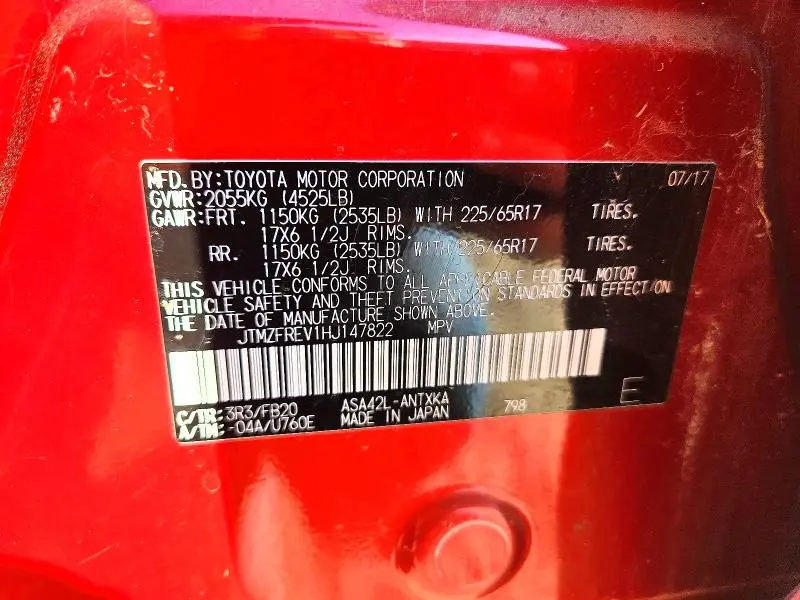 MFD. BY: TOYOTA MOTOR CORPORATION 07/17
GVWR: 2055KG (4525LB)
GAWR: FRT. 1150KG (2535LB) WITH 225/65R17 TIRES.
17X6 1/2J RIMS.
RR. 1150KG (2535LB) WITH 225/65R17 TIRES.
17X6 1/2J. RIMS.
THIS VEHICLE CONFORMS TO ALL APPLICABLE FEDERAL MOTOR
VEHICLE SAFETY AND THEFT PREVENTION STANDARDS IN EFFECT ON
THE DATE OF MANUFACTURE SHOWN ABOVE.
JTMZFREV1HJ147822 MPV
C/TR: 3R3/FB20 ASA42L-ANTXKA 798 E
A/TM: -04A/U760E MADE IN JAPAN